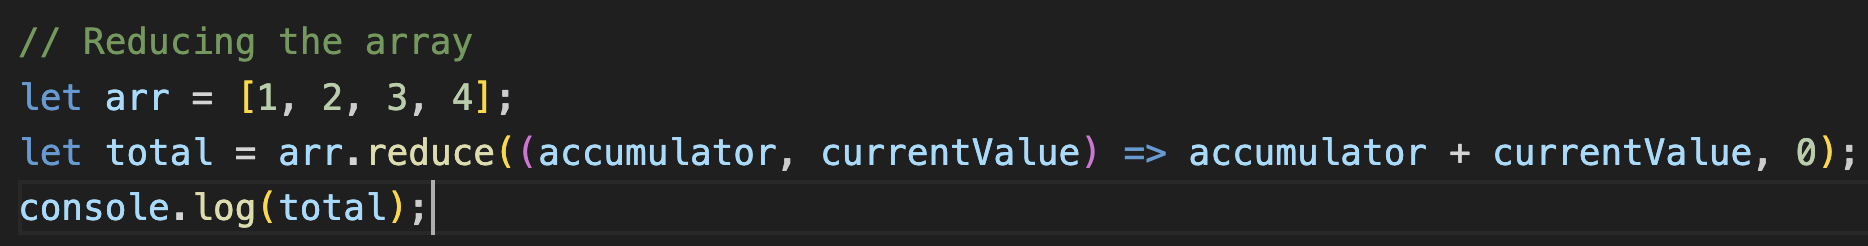 // Reducing the array
let arr = [1, 2, 3, 4];
let total = arr.reduce((accumulator, currentValue) => accumulator + currentValue, 0);
console.log(total);